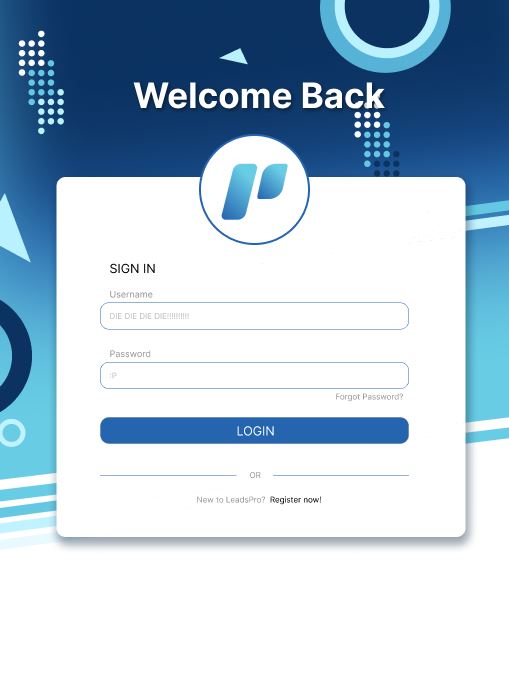 Welcome Back
SIGN IN
Username
DIE DIE DIE DIE!!!!!!!!!!
Password
:P
Forgot Password?
LOGIN
OR
New to LeadsPro? Register now!